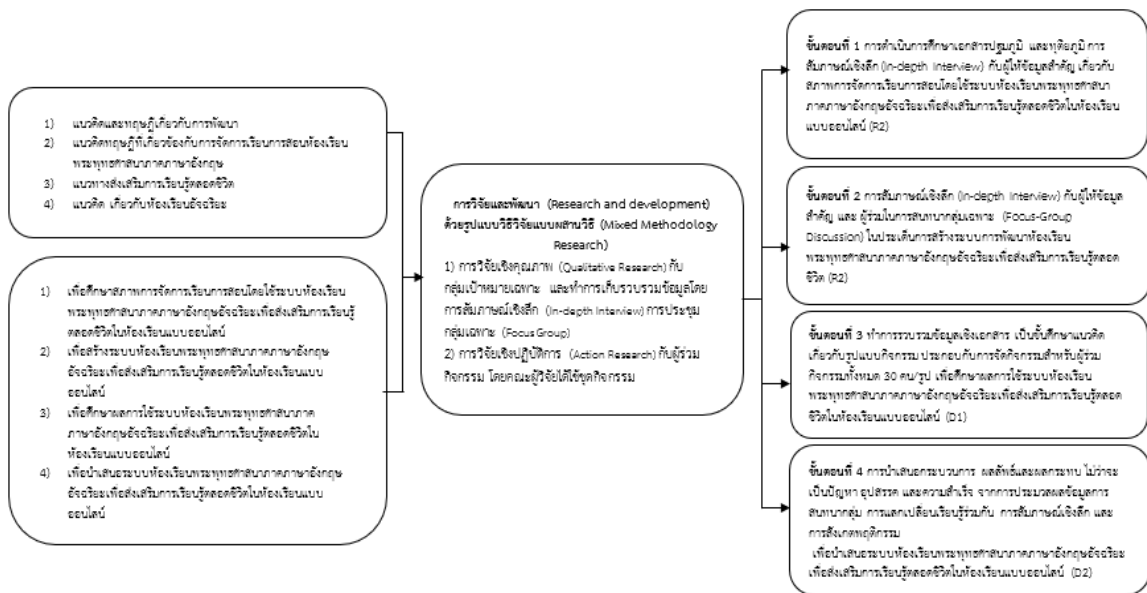 1) แนวคิดและทฤษฎีเกี่ยวกับการพัฒนา
2) แนวคิดทฤษฎีที่เกี่ยวข้องกับการจัดการเรียนการสอนห้องเรียน
พระพุทธศาสนาภาคภาษาอังกฤษ
3) แนวทางส่งเสริมการเรียนรู้ตลอดชีวิต
4) แนวคิด เกี่ยวกับห้องเรียนอัจฉริยะ
1) เพื่อศึกษาสภาพการจัดการเรียนการสอนโดยใช้ระบบห้องเรียน
พระพุทธศาสนาภาคภาษาอังกฤษอัจฉริยะเพื่อส่งเสริมการเรียนรู้
ตลอดชีวิตในห้องเรียนแบบออนไลน์
2) เพื่อสร้างระบบห้องเรียนพระพุทธศาสนาภาคภาษาอังกฤษ
อัจฉริยะเพื่อส่งเสริมการเรียนรู้ตลอดชีวิตในห้องเรียนแบบ
ออนไลน์
3) เพื่อศึกษาผลการใช้ระบบห้องเรียนพระพุทธศาสนาภาค
ภาษาอังกฤษอัจฉริยะเพื่อส่งเสริมการเรียนรู้ตลอดชีวิตใน
ห้องเรียนแบบออนไลน์
4) เพื่อนำเสนอระบบห้องเรียนพระพุทธศาสนาภาคภาษาอังกฤษ
อัจฉริยะเพื่อส่งเสริมการเรียนรู้ตลอดชีวิตในห้องเรียนแบบ
ออนไลน์
การวิจัยและพัฒนา (Research and development)
ด้วยรูปแบบวิธีวิจัยแบบผสานวิธี (Mixed Methodology
Research)
1) การวิจัยเชิงคุณภาพ (Qualitative Research) กับ
กลุ่มเป้าหมายเฉพาะ และทำการเก็บรวบรวมข้อมูลโดย
การสัมภาษณ์เชิงลึก (In-depth Interview) การประชุม
กลุ่มเฉพาะ (Focus Group)
2) การวิจัยเชิงปฏิบัติการ (Action Research) กับผู้ร่วม
กิจกรรม โดยคณะผู้วิจัยได้ใช้ชุดกิจกรรม
ขั้นตอนที่ 1 การดำเนินการศึกษาเอกสารปฐมภูมิ และทุติยภูมิ การ
สัมภาษณ์เชิงลึก (In-depth Interview) กับผู้ให้ข้อมูลสำคัญ เกี่ยวกับ
สภาพการจัดการเรียนการสอนโดยใช้ระบบห้องเรียนพระพุทธศาสนา
ภาคภาษาอังกฤษอัจฉริยะเพื่อส่งเสริมการเรียนรู้ตลอดชีวิตในห้องเรียน
แบบออนไลน์ (R2)
ขั้นตอนที่ 2 การสัมภาษณ์เชิงลึก (In-depth Interview) กับผู้ให้ข้อมูล
สำคัญ และ ผู้ร่วมในการสนทนากลุ่มเฉพาะ (Focus-Group
Discussion) ในประเด็นการสร้างระบบการพัฒนาห้องเรียน
พระพุทธศาสนาภาคภาษาอังกฤษอัจฉริยะเพื่อส่งเสริมการเรียนรู้ตลอด
ชีวิต (R2)
ขั้นตอนที่ 3 ทำการรวบรวมข้อมูลเชิงเอกสาร เป็นขั้นศึกษาแนวคิด
เกี่ยวกับรูปแบบกิจกรรม ประกอบกับการจัดกิจกรรมสำหรับผู้ร่วม
กิจกรรมทั้งหมด 30 คน/รูป เพื่อศึกษาผลการใช้ระบบห้องเรียน
พระพุทธศาสนาภาคภาษาอังกฤษอัจฉริยะเพื่อส่งเสริมการเรียนรู้ตลอด
ชีวิตในห้องเรียนแบบออนไลน์ (D1)
ขั้นตอนที่ 4 การนำเสนอกระบวนการ ผลลัพธ์และผลกระทบ ไม่ว่าจะ
เป็นปัญหา อุปสรรค และความสำเร็จ จากการประมวลผลข้อมูลการ
สนทนากลุ่ม การแลกเปลี่ยนเรียนรู้ร่วมกัน การสัมภาษณ์เชิงลึก และ
การสังเกตพฤติกรรม
เพื่อนำเสนอระบบห้องเรียนพระพุทธศาสนาภาคภาษาอังกฤษอัจฉริยะ
เพื่อส่งเสริมการเรียนรู้ตลอดชีวิตในห้องเรียนแบบออนไลน์ (D2)